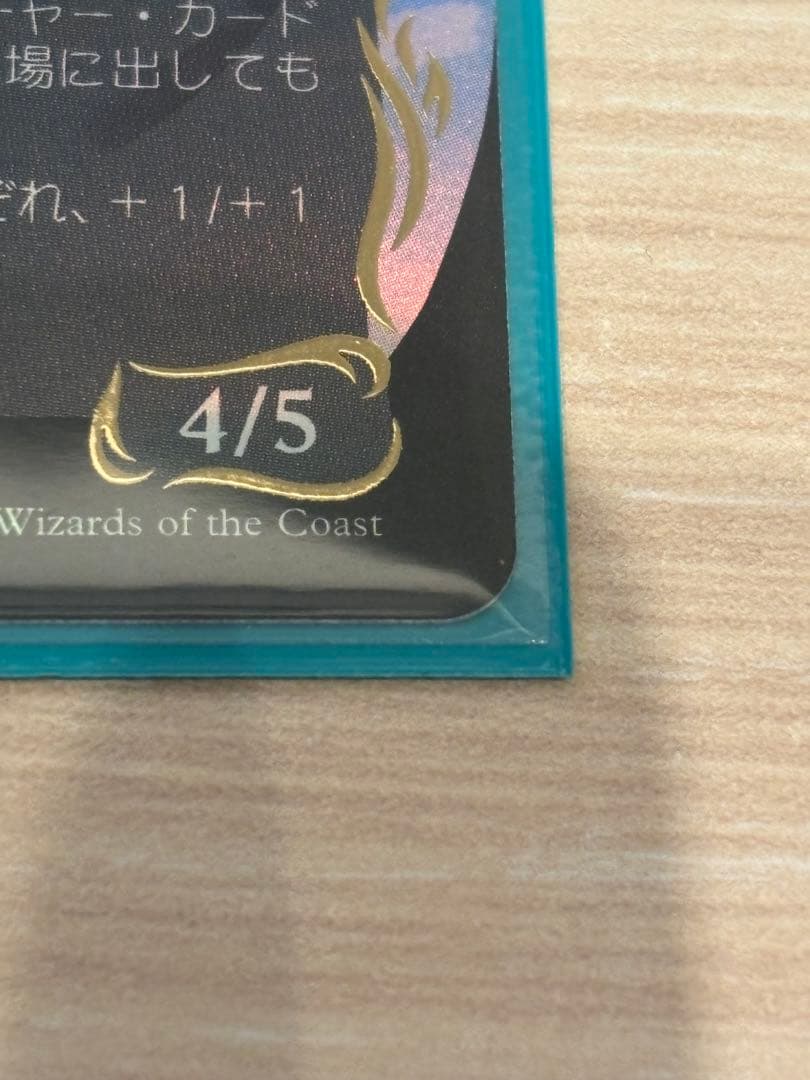 ーヤー・カード
場に出しても
ぞれ、+1/+1
4/5
Wizards of the Coast